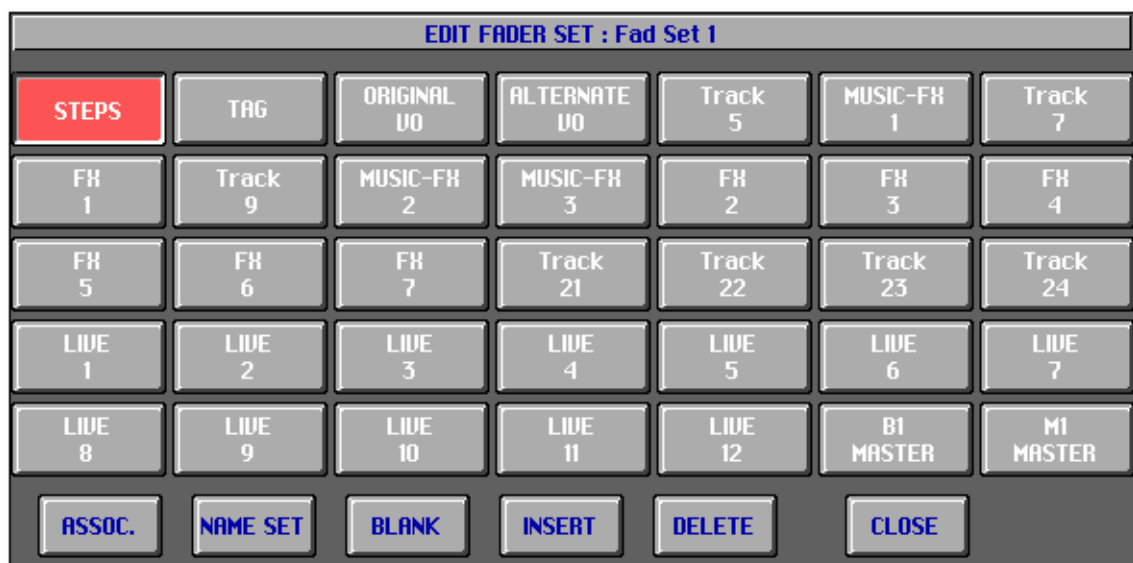 EDIT FADER SET : Fad Set 1
STEPS
TAG
ORIGINAL
VO
ALTERNATE
VO
Track
5
MUSIC-FX
1
Track
7
FX
1
Track
9
MUSIC-FX
2
MUSIC-FX
3
FX
2
FX
3
FX
4
FX
5
FX
6
FX
7
Track
21
Track
22
Track
23
Track
24
LIVE
1
LIVE
2
LIVE
3
LIVE
4
LIVE
5
LIVE
6
LIVE
7
LIVE
8
LIVE
9
LIVE
10
LIVE
11
LIVE
12
B1
MASTER
M1
MASTER
ASSOC.
NAME SET
BLANK
INSERT
DELETE
CLOSE